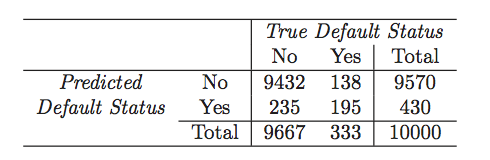 True Default Status
No Yes Total
Predicted No 9432 138 9570
Default Status Yes 235 195 430
Total 9667 333 10000